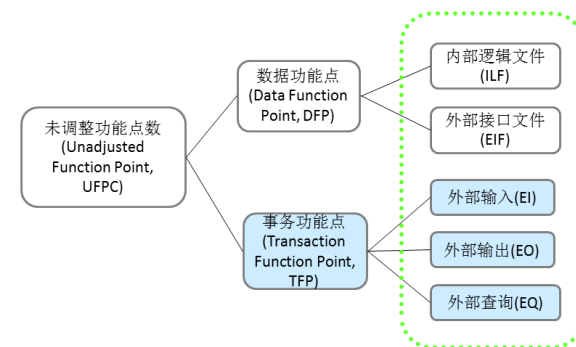 未调整功能点数
(Unadjusted
Function Point,
UFPC)
数据功能点
(Data Function
Point, DFP)
内部逻辑文件
(ILF)
外部接口文件
(EIF)
事务功能点
(Transaction
Function Point,
TFP)
外部输入(EI)
外部输出(EO)
外部查询(EQ)